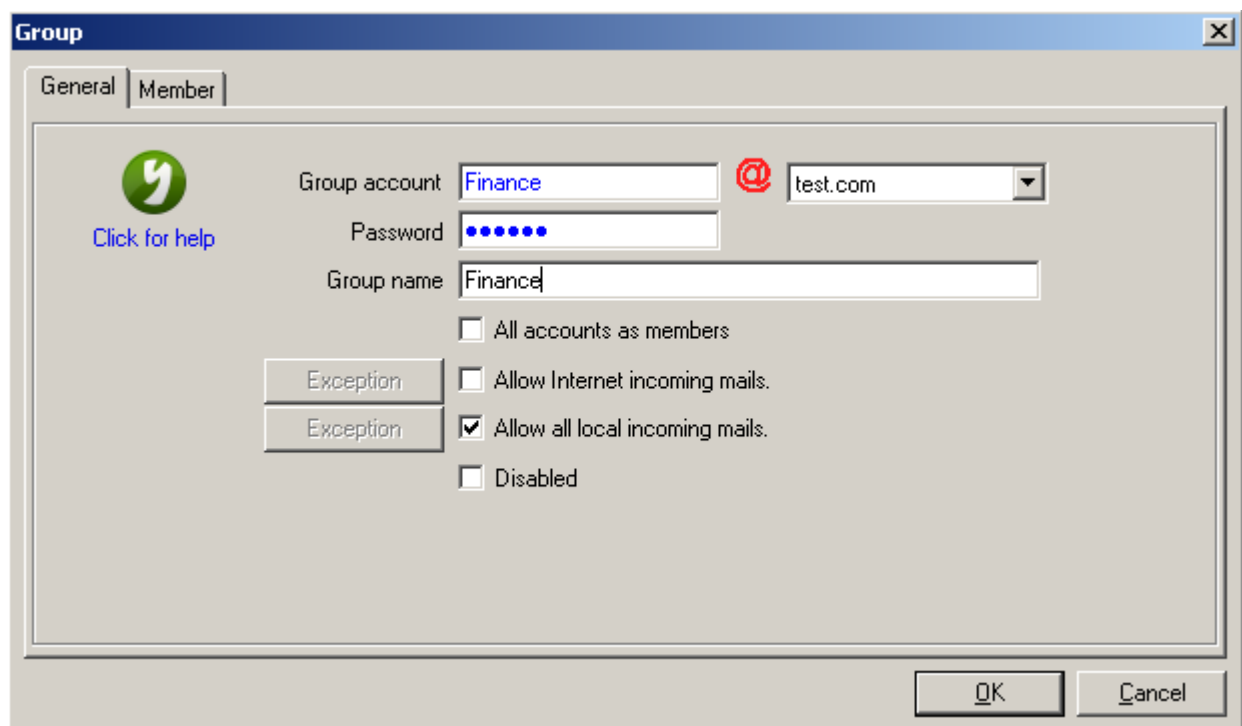 Group
General Member
Group account Finance @ test.com
Click for help
Password ●●●●●●
Group name Finance
All accounts as members
Exception Allow Internet incoming mails.
Exception Allow all local incoming mails.
Disabled
OK Cancel